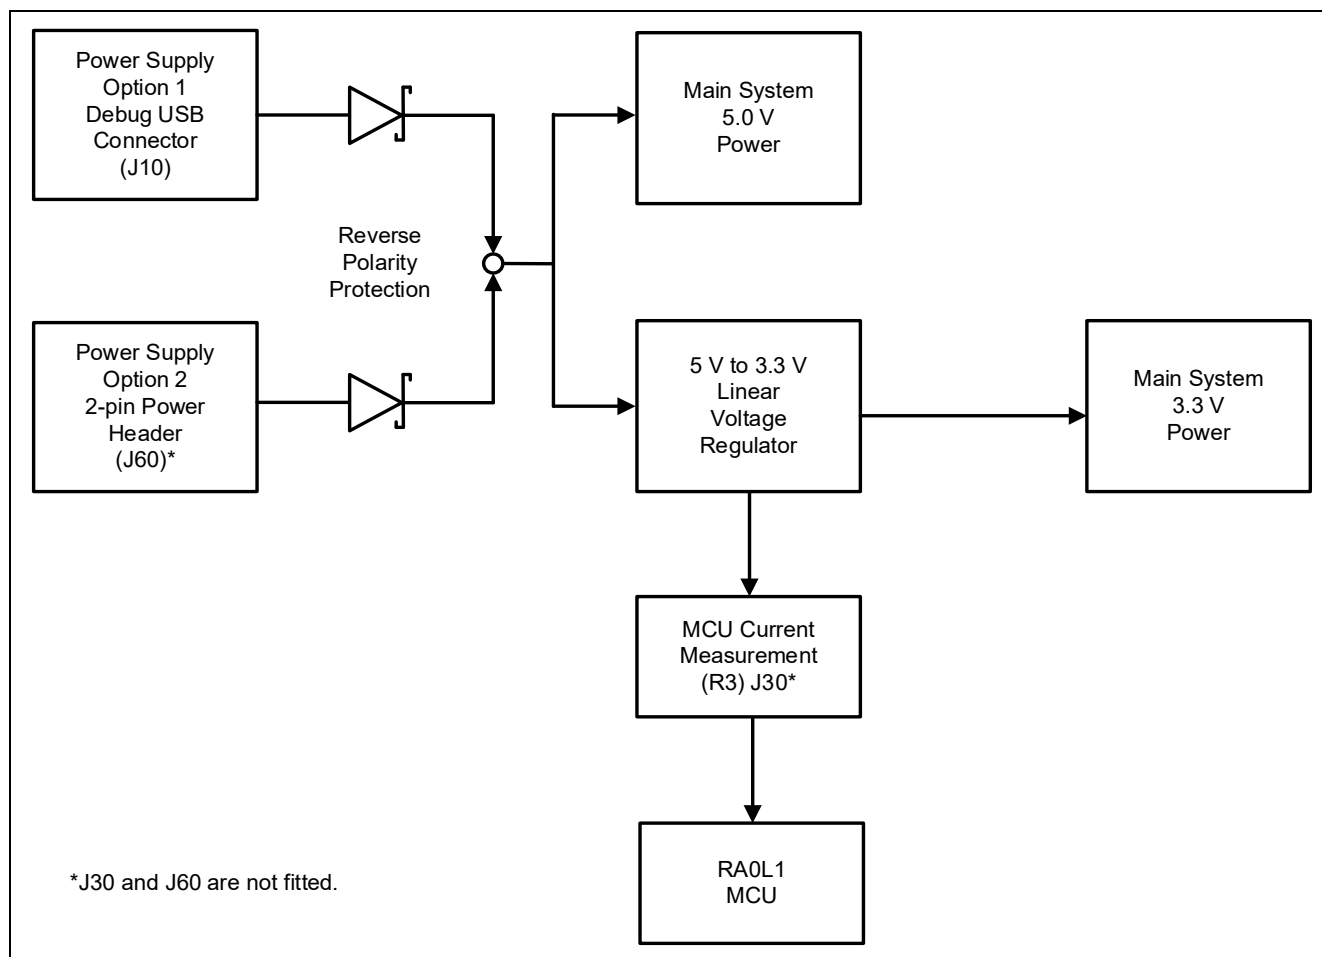 Power Supply
Option 1
Debug USB
Connector
(J10)
Main System
5.0 V
Power
Reverse
Polarity
Protection
Power Supply
Option 2
2-pin Power
Header
(J60)*
5 V to 3.3 V
Linear
Voltage
Regulator
Main System
3.3 V
Power
MCU Current
Measurement
(R3) J30*
RA0L1
MCU
*J30 and J60 are not fitted.